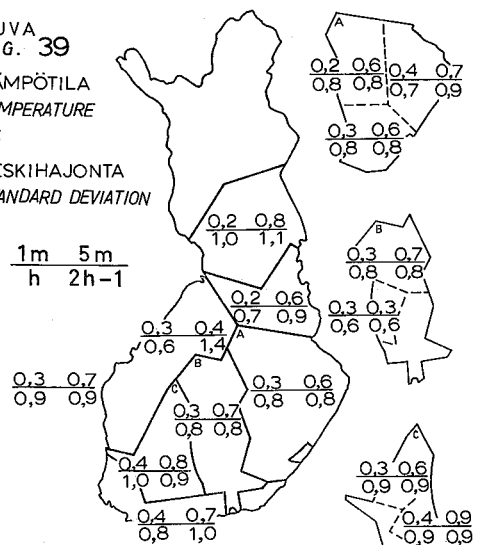 UVA
G. 39
ÄMPÖTILA
EMPERATURE
ESKIHAJONTA
ANDARD DEVIATION
1m 5m
h 2h-1
0,2 0,8
1,0 1,1
0,2 0,6
0,7 0,9
A
0,3 0,4
0,6 1,4
B
0,3 0,7
0,9 0,9
C
0,3 0,7
0,8 0,8
0,3 0,6
0,8 0,8
0,4 0,8
1,0 0,9
0,4 0,7
0,8 1,0
A
0,2 0,6
0,8 0,8
0,4 0,7
0,7 0,9
0,3 0,6
0,8 0,8
B
0,3 0,7
0,8 0,8
0,3 0,3
0,6 0,6
C
0,3 0,6
0,9 0,9
0,4 0,9
0,9 0,9